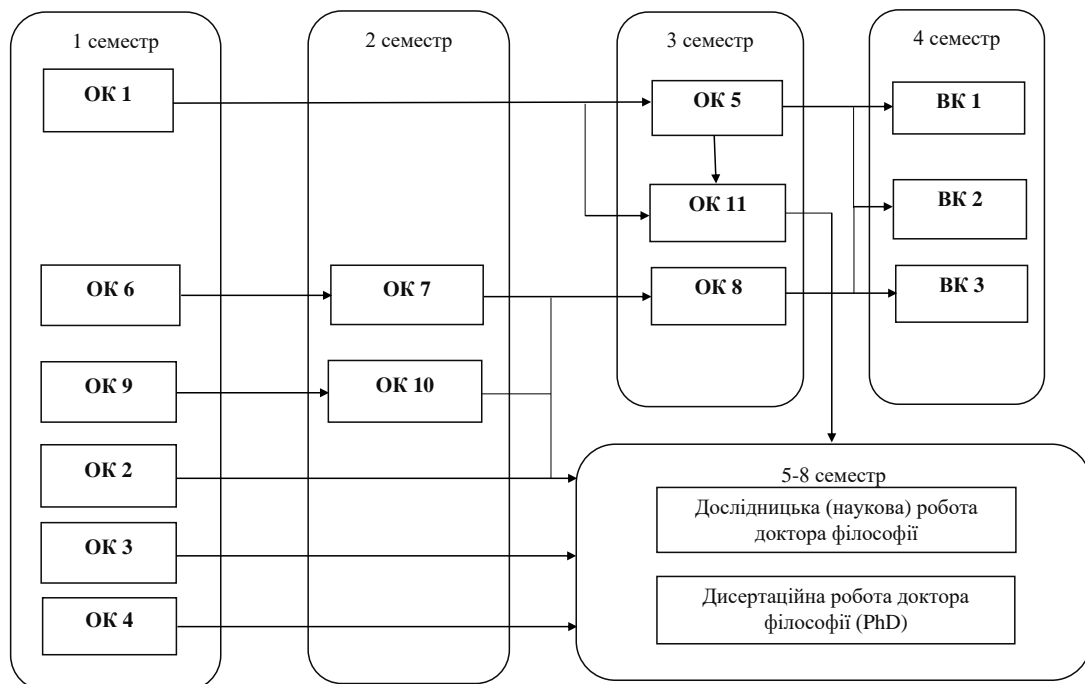 1 семестр
2 семестр
3 семестр
4 семестр
ОК 1
ОК 5
ВК 1
ОК 11
ВК 2
ОК 6
ОК 7
ОК 8
ВК 3
ОК 9
ОК 10
ОК 2
ОК 3
ОК 4
5-8 семестр
Дослідницька (наукова) робота
доктора філософії
Дисертаційна робота доктора
філософії (PhD)